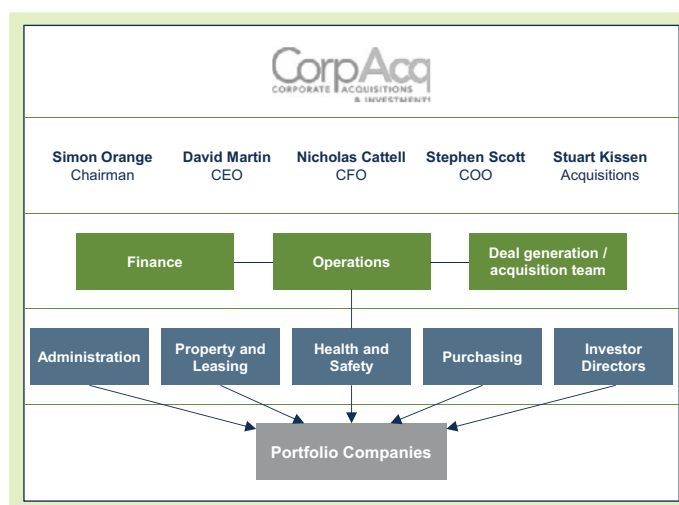 CorpAcq
CORPORATE ACQUISITIONS
& INVESTMENT!
Simon Orange
Chairman
David Martin
CEO
Nicholas Cattell
CFO
Stephen Scott
COO
Stuart Kissen
Acquisitions
Finance
Operations
Deal generation /
acquisition team
Administration
Property and
Leasing
Health and
Safety
Purchasing
Investor
Directors
Portfolio Companies